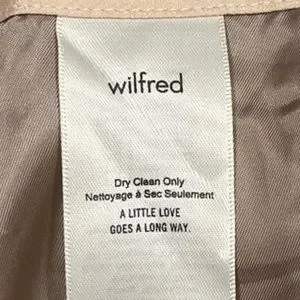 wilfred
Dry Clean Only
Nettoyage à Sec Seulement
A LITTLE LOVE
GOES A LONG WAY.